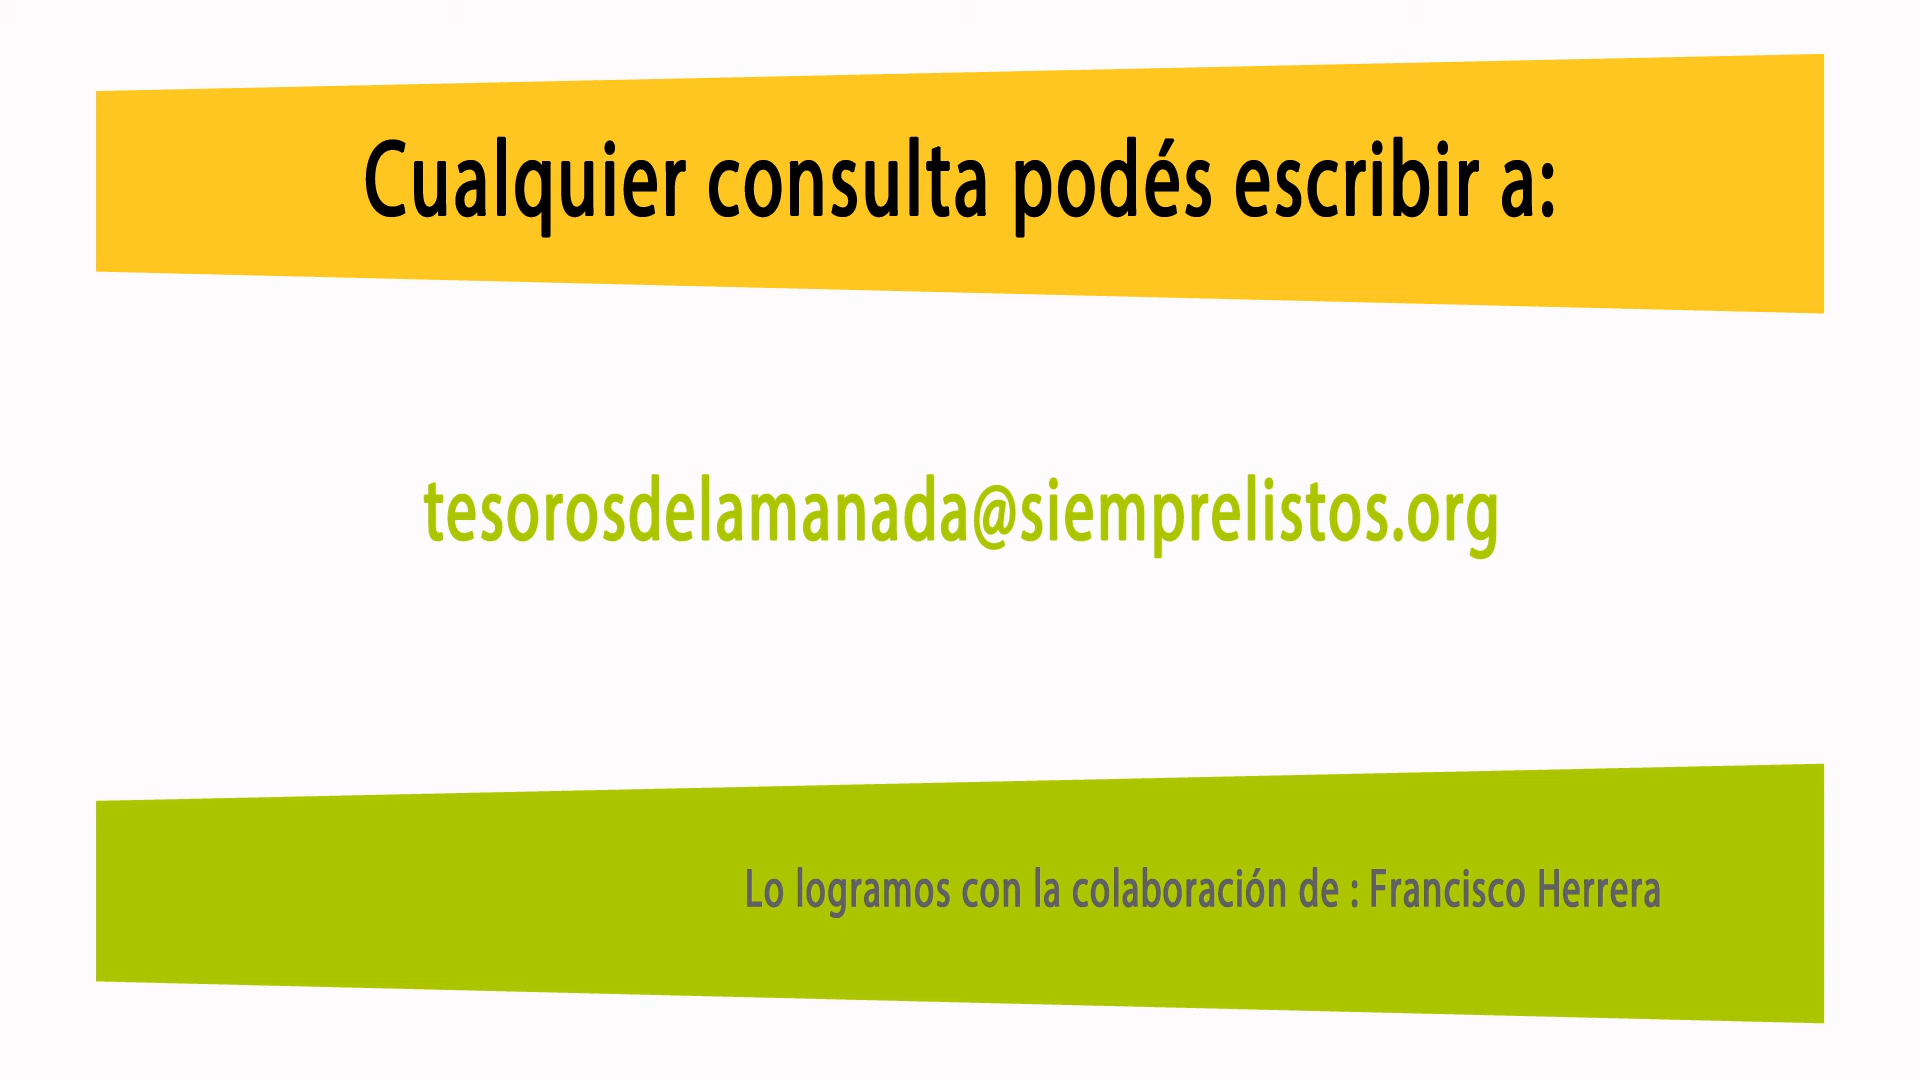 Cualquier consulta podés escribir a:
tesorosdelamanada@siemprelistos.org
Lo logramos con la colaboración de : Francisco Herrera